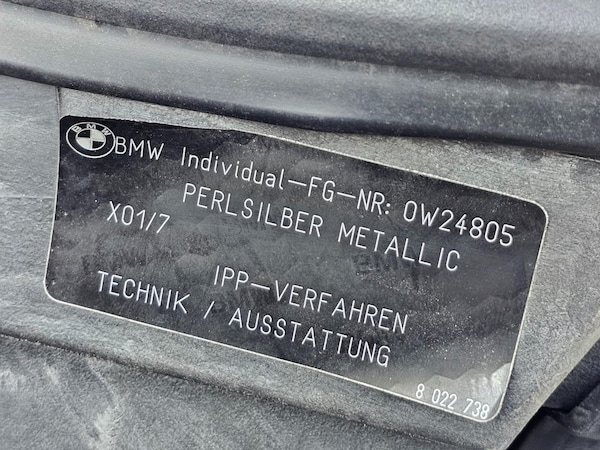 BMW
BMW Individual-FG-NR: 0W24805
PERLSILBER METALLIC
X01/7
IPP-VERFAHREN
TECHNIK / AUSSTATTUNG
8 022 738